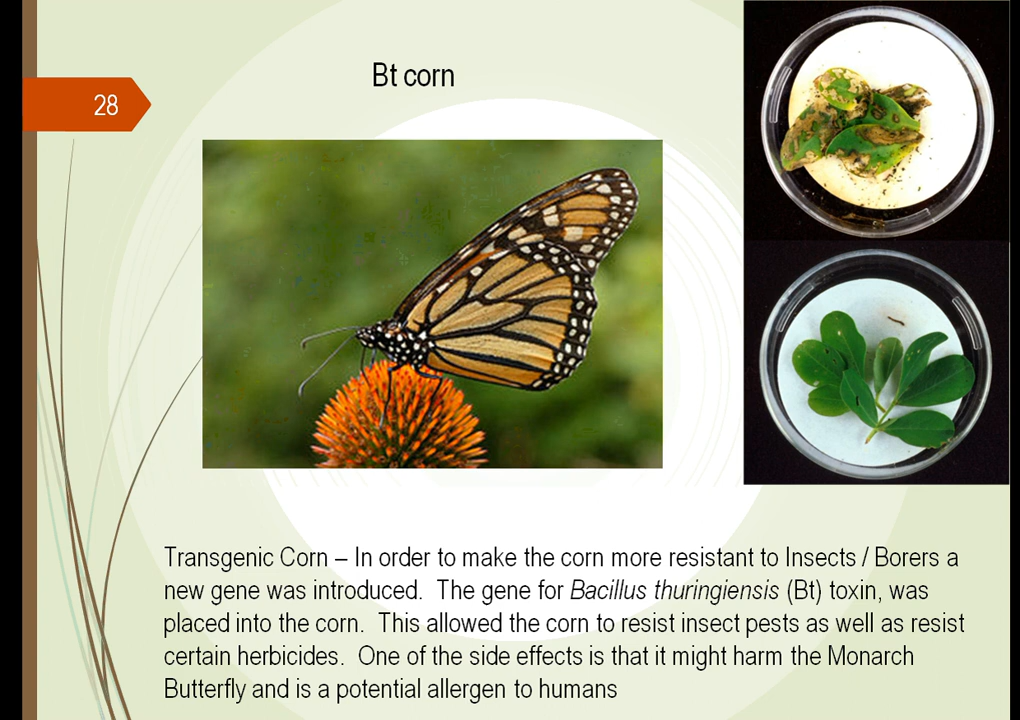 Bt corn
28
Transgenic Corn – In order to make the corn more resistant to Insects / Borers a
new gene was introduced.  The gene for Bacillus thuringiensis (Bt) toxin, was
placed into the corn.  This allowed the corn to resist insect pests as well as resist
certain herbicides.  One of the side effects is that it might harm the Monarch
Butterfly and is a potential allergen to humans